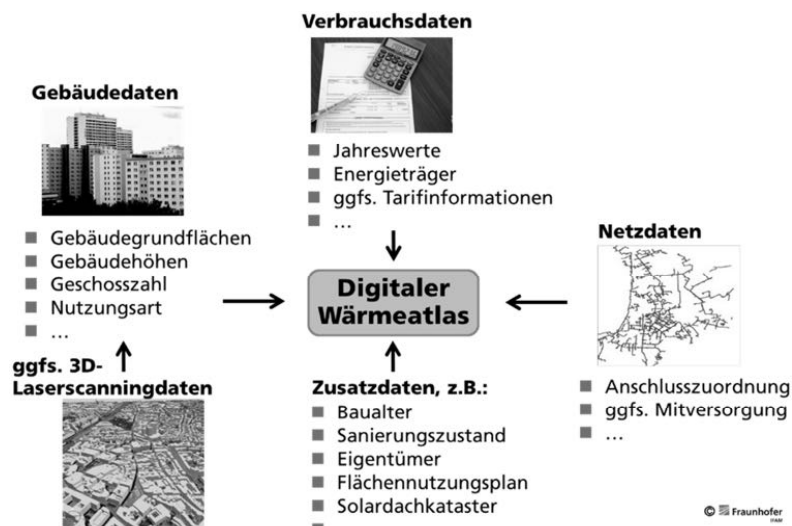 Verbrauchsdaten
Jahreswerte
Energieträger
ggfs. Tarifinformationen
...
Gebäudedaten
Gebäudegrundflächen
Gebäudehöhen
Geschosszahl
Nutzungsart
...
ggfs. 3D-
Laserscanningdaten
Digitaler
Wärmeatlas
Netzdaten
Anschlusszuordnung
ggfs. Mitversorgung
...
Zusatzdaten, z.B.:
Baualter
Sanierungszustand
Eigentümer
Flächennutzungsplan
Solardachkataster
© Fraunhofer